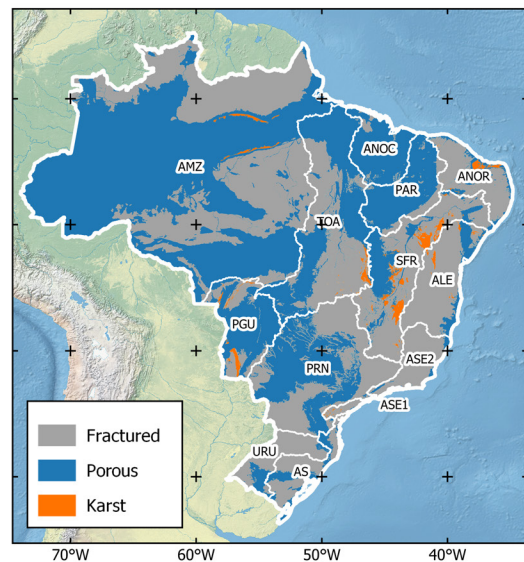 AMZ
ANOC
PAR
ANOR
TOA
SFR
ALE
PGU
PRN
ASE2
ASE1
URU
AS
Fractured
Porous
Karst
70°W
60°W
50°W
40°W